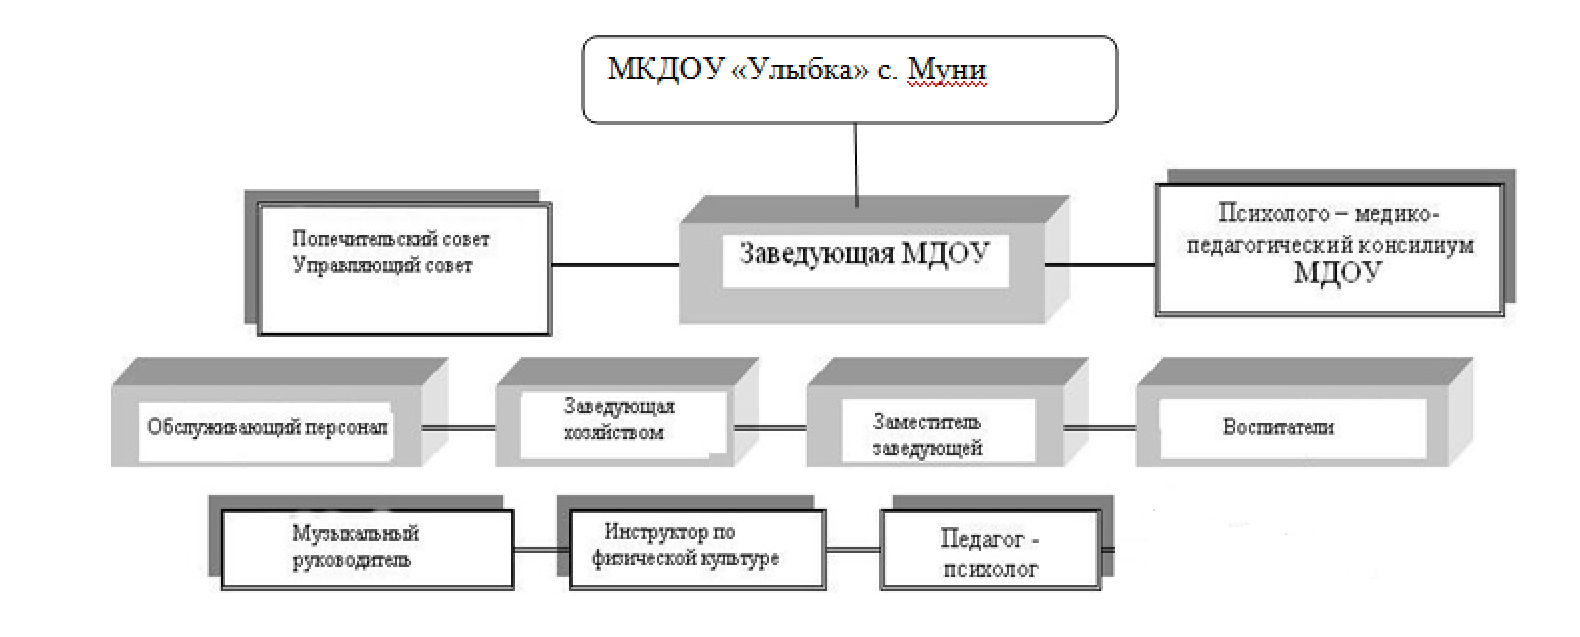 МКДОУ «Улыбка» с. Муни
Попечительский совет
Управляющий совет
Заведующая МДОУ
Психолого – медико-
педагогический консилиум
МДОУ
Обслуживающий персонал
Заведующая
хозяйством
Заместитель
заведующей
Воспитатели
Музыкальный
руководитель
Инструктор по
физической культуре
Педагог -
психолог